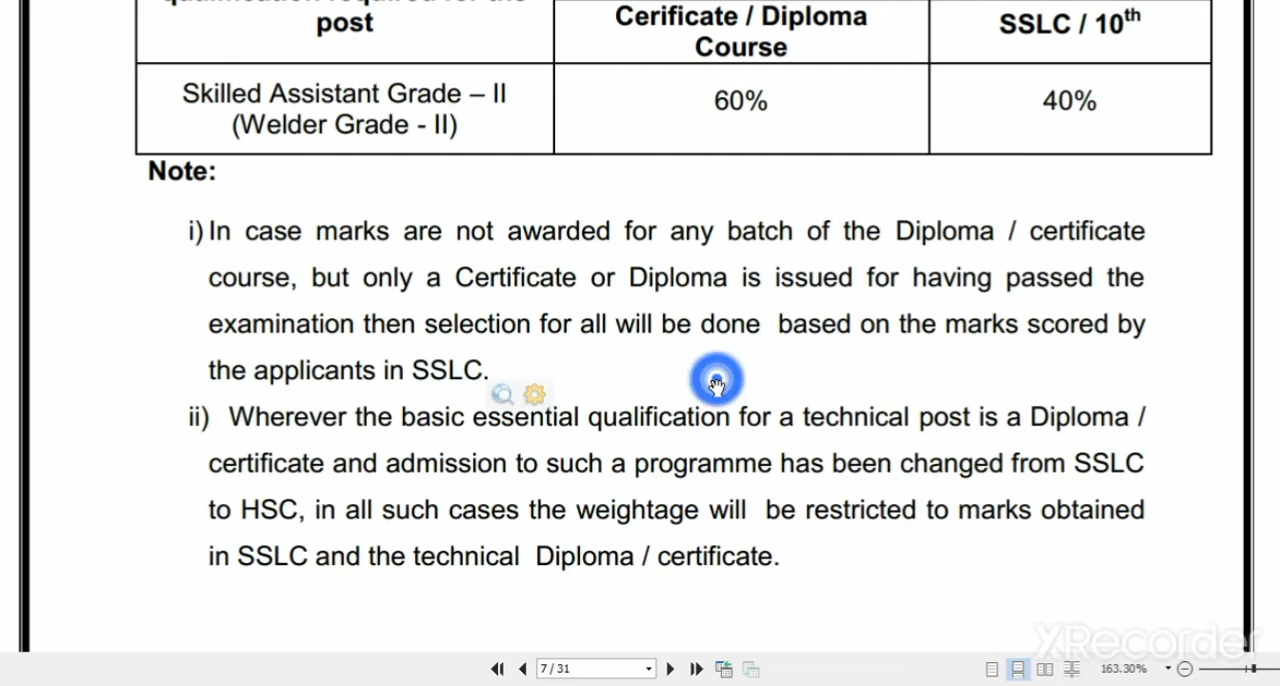 qualification required for the
post
Cerificate / Diploma
Course
SSLC / 10th
Skilled Assistant Grade – II
(Welder Grade - II)
60%
40%
Note:
i) In case marks are not awarded for any batch of the Diploma / certificate
course, but only a Certificate or Diploma is issued for having passed the
examination then selection for all will be done based on the marks scored by
the applicants in SSLC.
ii) Wherever the basic essential qualification for a technical post is a Diploma /
certificate and admission to such a programme has been changed from SSLC
to HSC, in all such cases the weightage will be restricted to marks obtained
in SSLC and the technical Diploma / certificate.
XRecorder
7 / 31
163.30%